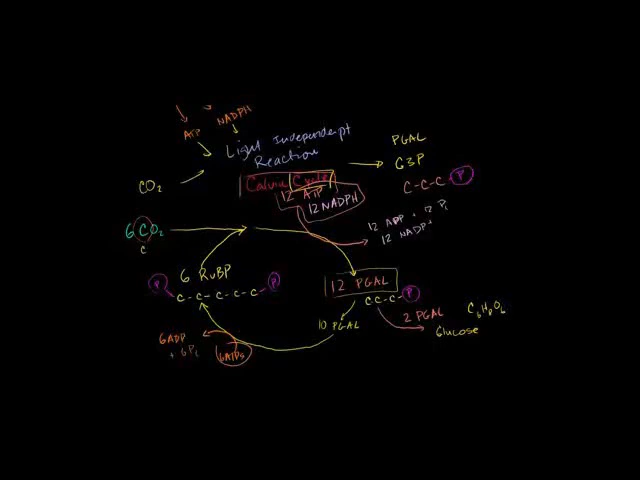 ATP NADPH
Light Independent
Reaction
PGAL
G3P
CO2
Calvin Cycle
C-C-C-P
12 ATP
12 NADPH
12 ADP + 12 Pi
12 NADP+
6CO2
C
6 RuBP
P C-C-C-C-C P
12 PGAL
C-C-C-P
10 PGAL
2 PGAL
C6H12O6
Glucose
6ADP
+ 6Pi
6ATPs